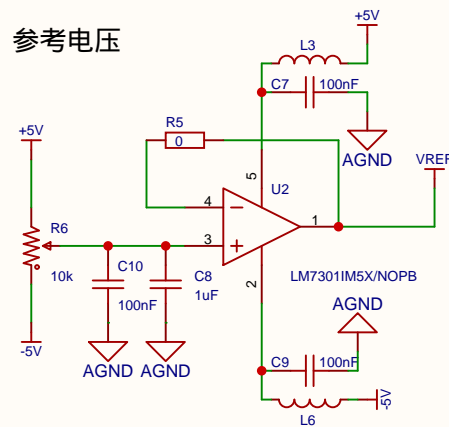 参考电压
+5V
L3
C7
100nF
AGND
VREF
R5
0
+5V
5
U2
4
1
R6
3
10k
C10
100nF
C8
1uF
2
LM7301IM5X/NOPB
-5V
AGND
AGND
AGND
C9
100nF
L6
-5V